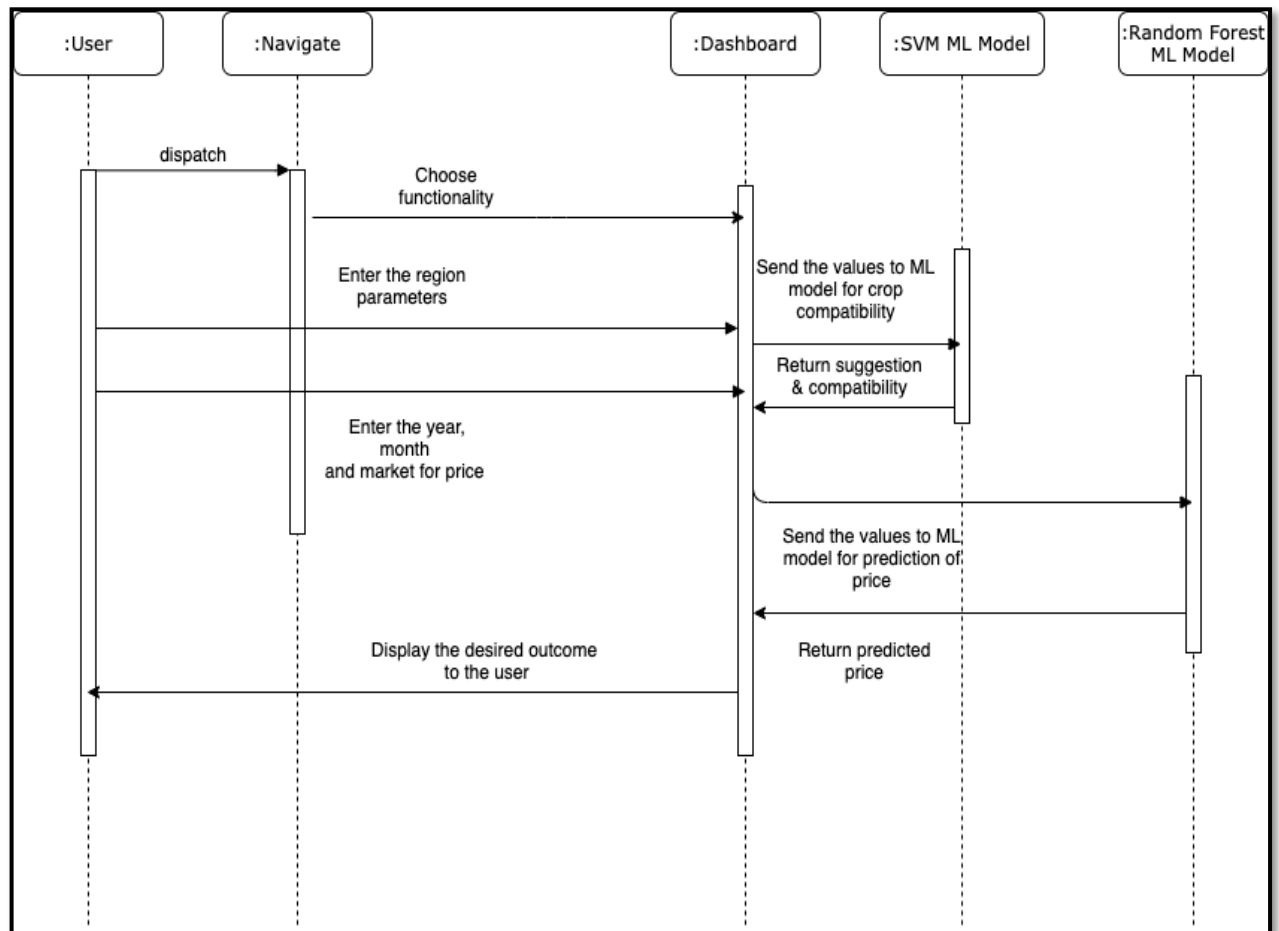 :User
:Navigate
:Dashboard
:SVM ML Model
:Random Forest
ML Model
dispatch
Choose
functionality
Enter the region
parameters
Send the values to ML
model for crop
compatibility
Return suggestion
& compatibility
Enter the year,
month
and market for price
Send the values to ML
model for prediction of
price
Display the desired outcome
to the user
Return predicted
price